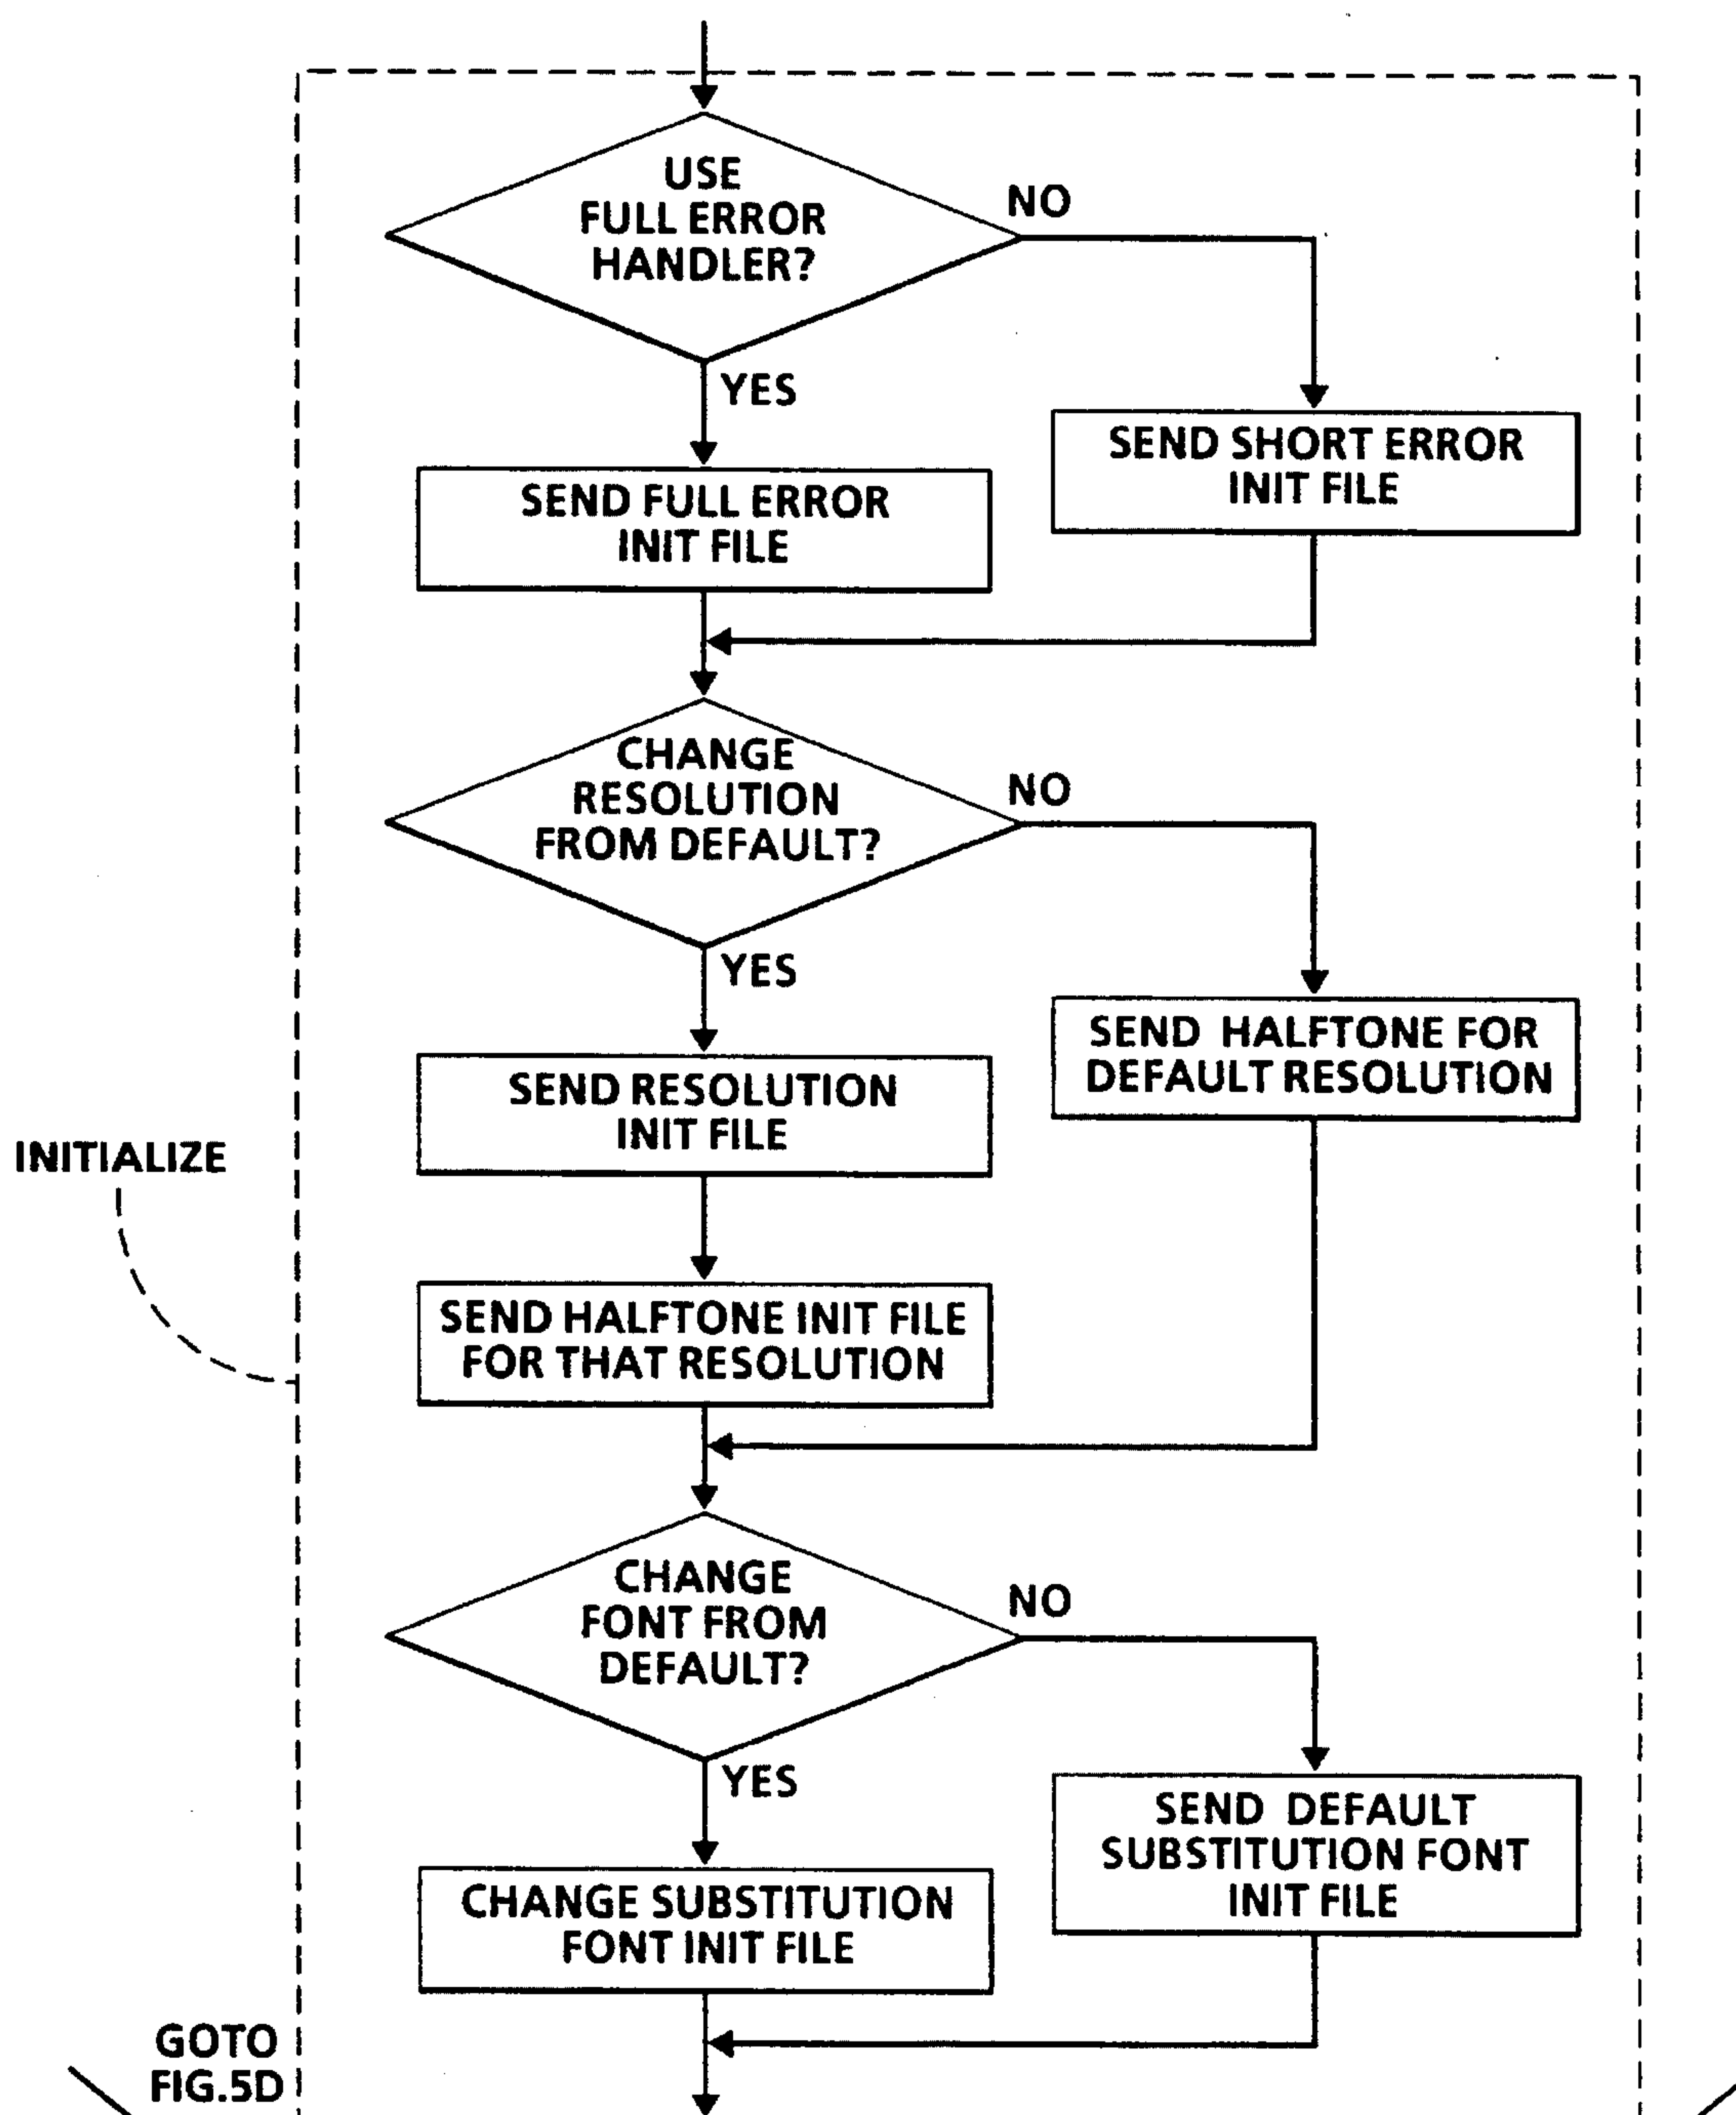 USE
FULL ERROR
HANDLER?
NO
YES
SEND SHORT ERROR
INIT FILE
SEND FULL ERROR
INIT FILE
CHANGE
RESOLUTION
FROM DEFAULT?
NO
YES
SEND HALFTONE FOR
DEFAULT RESOLUTION
SEND RESOLUTION
INIT FILE
INITIALIZE
SEND HALFTONE INIT FILE
FOR THAT RESOLUTION
CHANGE
FONT FROM
DEFAULT?
NO
YES
SEND DEFAULT
SUBSTITUTION FONT
INIT FILE
CHANGE SUBSTITUTION
FONT INIT FILE
GOTO
FIG.5D